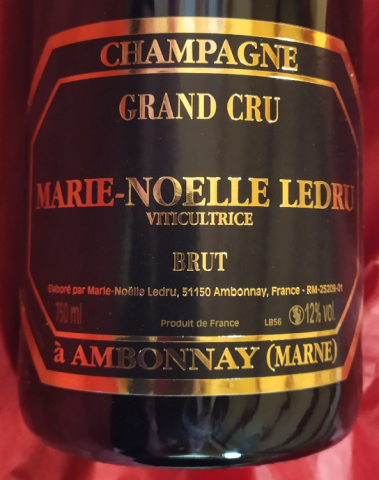 CHAMPAGNE
GRAND CRU
MARIE-NOELLE LEDRU
VITICULTRICE
BRUT
Elaboré par Marie-Noëlle Ledru, 51150 Ambonnay, France - RM-25209-01
750 ml Produit de France LB56 12% vol.
à AMBONNAY (MARNE)